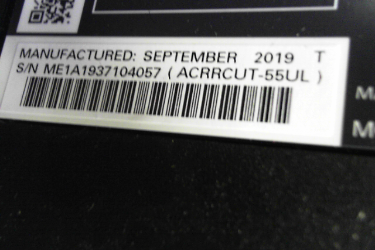 MANUFACTURED: SEPTEMBER 2019 T
S/N ME1A1937104057 ( ACRRCUT-55UL )